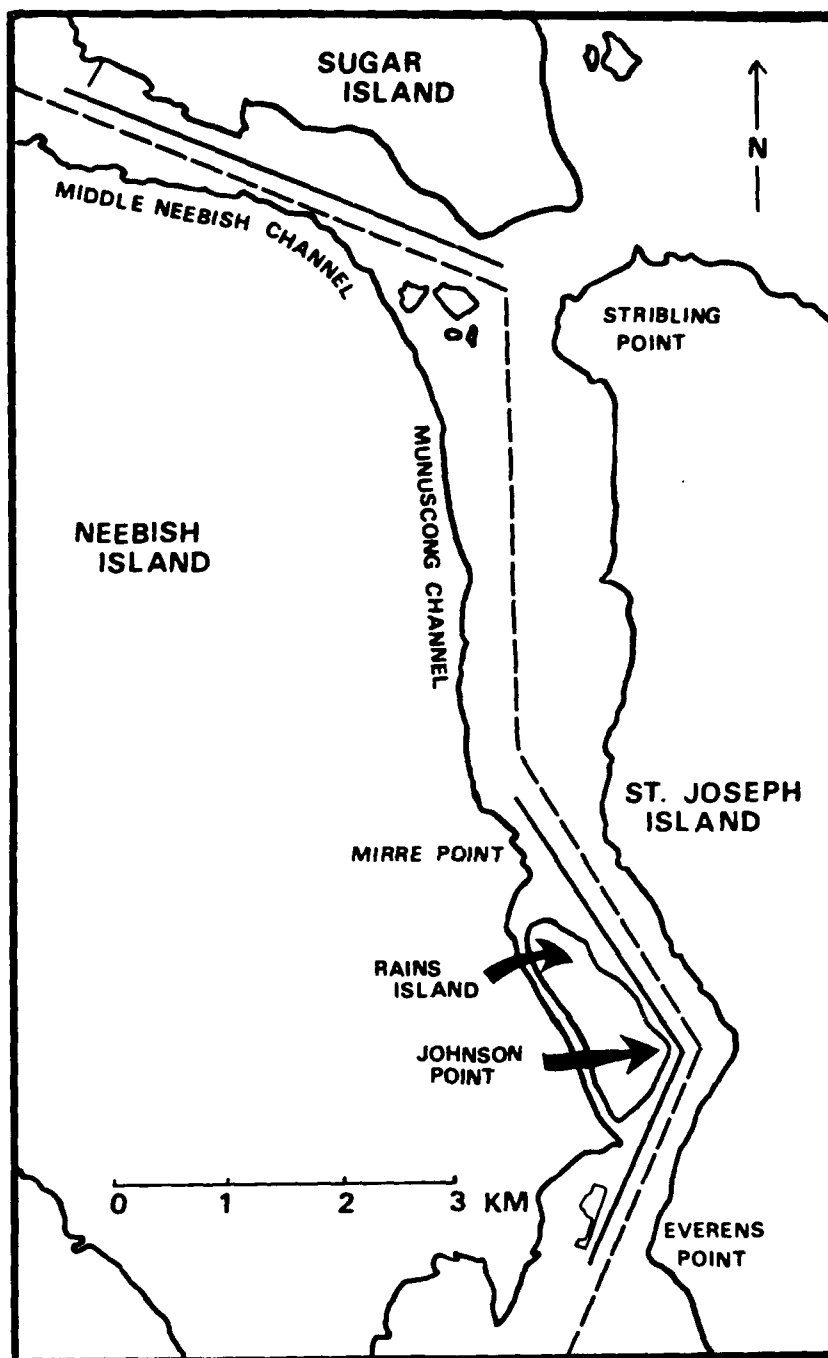 SUGAR
ISLAND
N
MIDDLE NEEBISH CHANNEL
STRIBLING
POINT
MUNUSCONG CHANNEL
NEEBISH
ISLAND
ST. JOSEPH
ISLAND
MIRRE POINT
RAINS
ISLAND
JOHNSON
POINT
0 1 2 3 KM
EVERENS
POINT